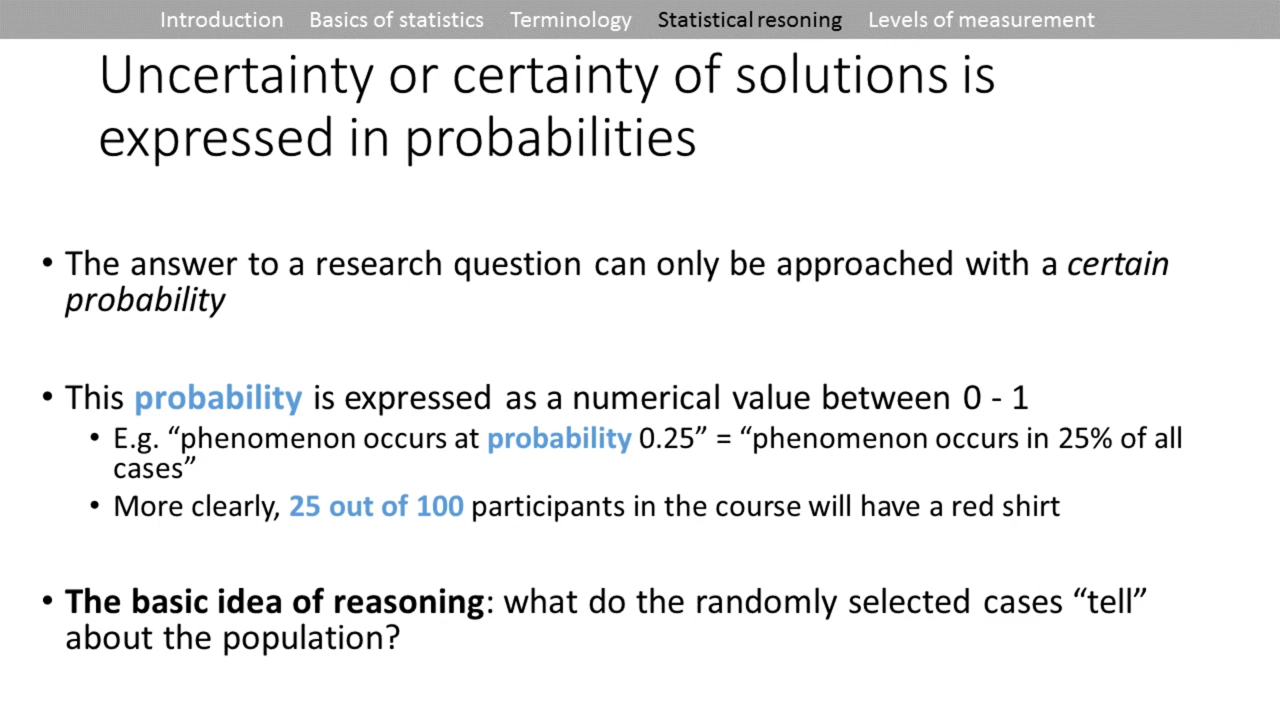 Introduction Basics of statistics Terminology Statistical resoning Levels of measurement
Uncertainty or certainty of solutions is
expressed in probabilities
• The answer to a research question can only be approached with a certain
probability
• This probability is expressed as a numerical value between 0 - 1
• E.g. “phenomenon occurs at probability 0.25” = “phenomenon occurs in 25% of all
cases”
• More clearly, 25 out of 100 participants in the course will have a red shirt
• The basic idea of reasoning: what do the randomly selected cases “tell”
about the population?